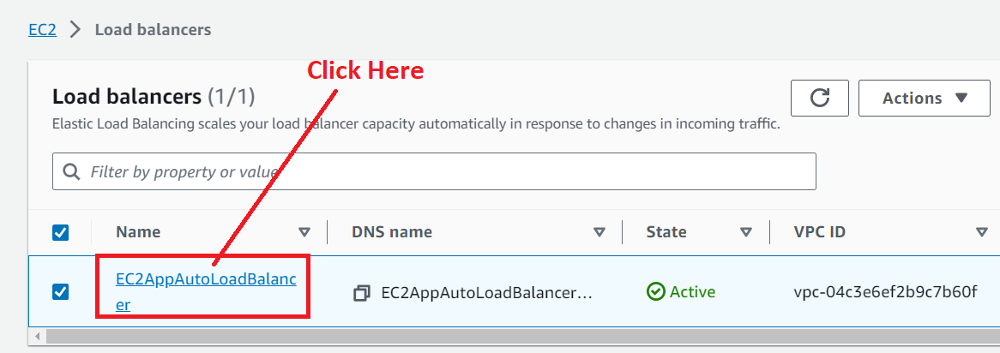 EC2 > Load balancers
Click Here
Load balancers (1/1)
Actions
Elastic Load Balancing scales your load balancer capacity automatically in response to changes in incoming traffic.
Filter by property or value
Name DNS name State VPC ID
EC2AppAutoLoadBalanc
er
EC2AppAutoLoadBalancer... Active vpc-04c3e6ef2b9c7b60f